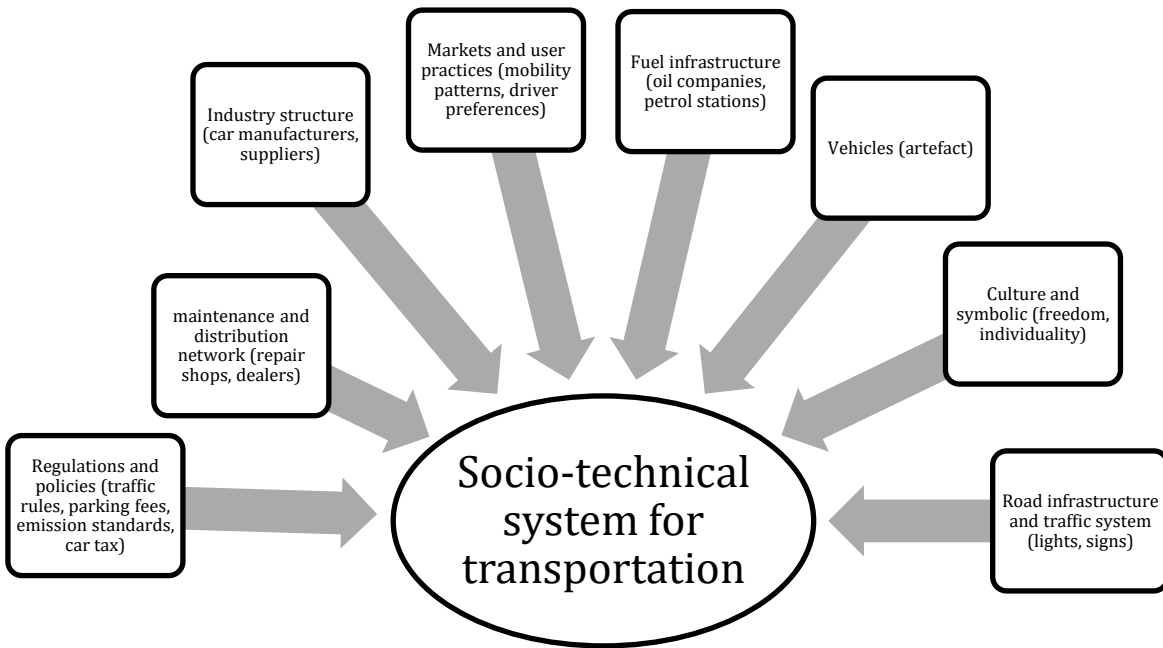 Markets and user
practices (mobility
patterns, driver
preferences)
Fuel infrastructure
(oil companies,
petrol stations)
Industry structure
(car manufacturers,
suppliers)
Vehicles (artefact)
maintenance and
distribution
network (repair
shops, dealers)
Culture and
symbolic (freedom,
individuality)
Regulations and
policies (traffic
rules, parking fees,
emission standards,
car tax)
Socio-technical
system for
transportation
Road infrastructure
and traffic system
(lights, signs)